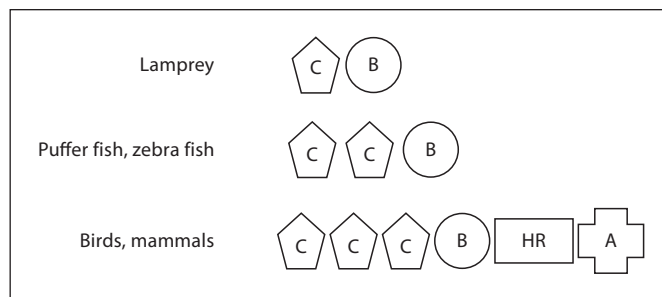 Lamprey C B
Puffer fish, zebra fish C C B
Birds, mammals C C C B HR A